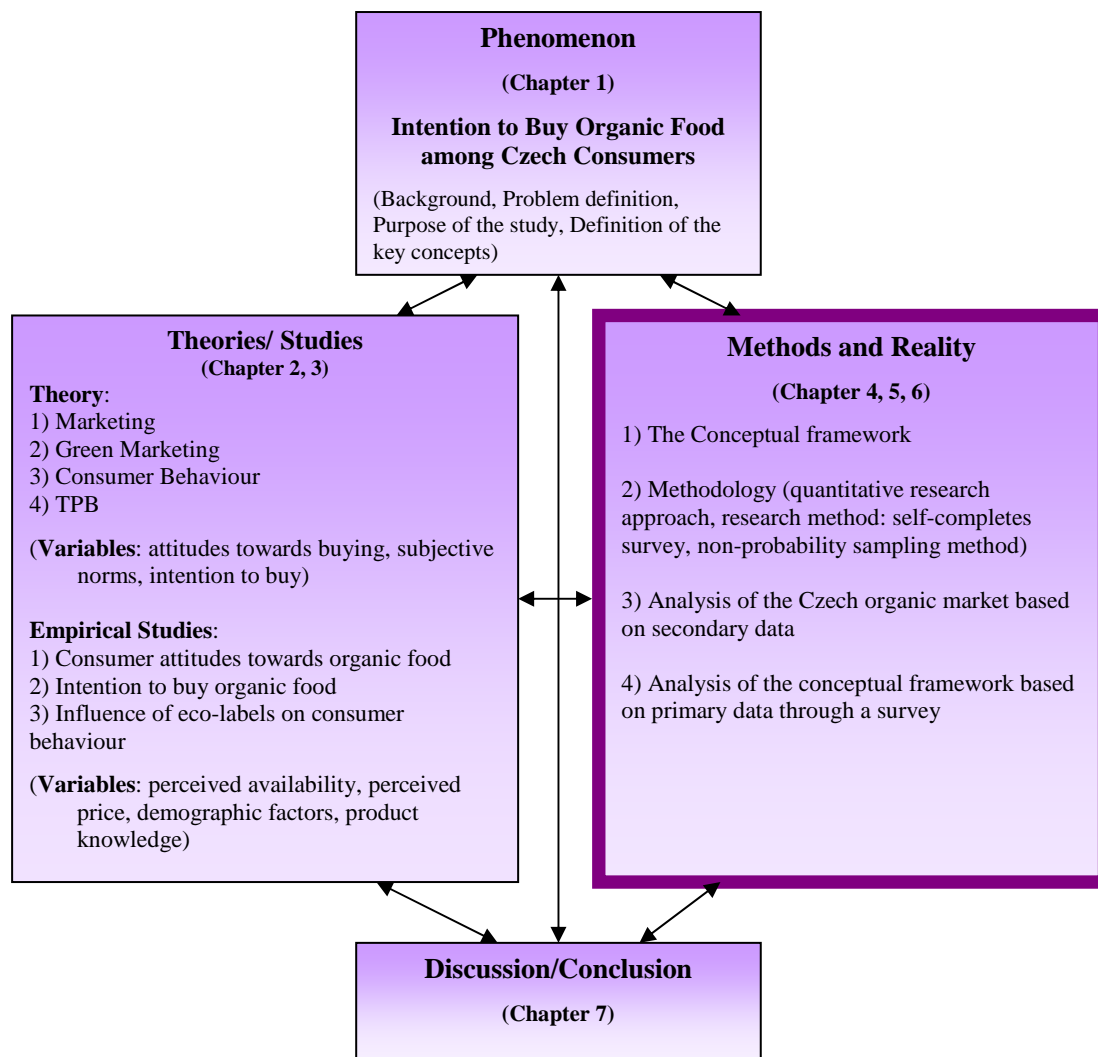 Phenomenon
(Chapter 1)
Intention to Buy Organic Food
among Czech Consumers
(Background, Problem definition,
Purpose of the study, Definition of the
key concepts)
Theories/ Studies
(Chapter 2, 3)
Theory:
1) Marketing
2) Green Marketing
3) Consumer Behaviour
4) TPB
(Variables: attitudes towards buying, subjective
norms, intention to buy)
Empirical Studies:
1) Consumer attitudes towards organic food
2) Intention to buy organic food
3) Influence of eco-labels on consumer
behaviour
(Variables: perceived availability, perceived
price, demographic factors, product
knowledge)
Methods and Reality
(Chapter 4, 5, 6)
1) The Conceptual framework
2) Methodology (quantitative research
approach, research method: self-completes
survey, non-probability sampling method)
3) Analysis of the Czech organic market based
on secondary data
4) Analysis of the conceptual framework based
on primary data through a survey
Discussion/Conclusion
(Chapter 7)